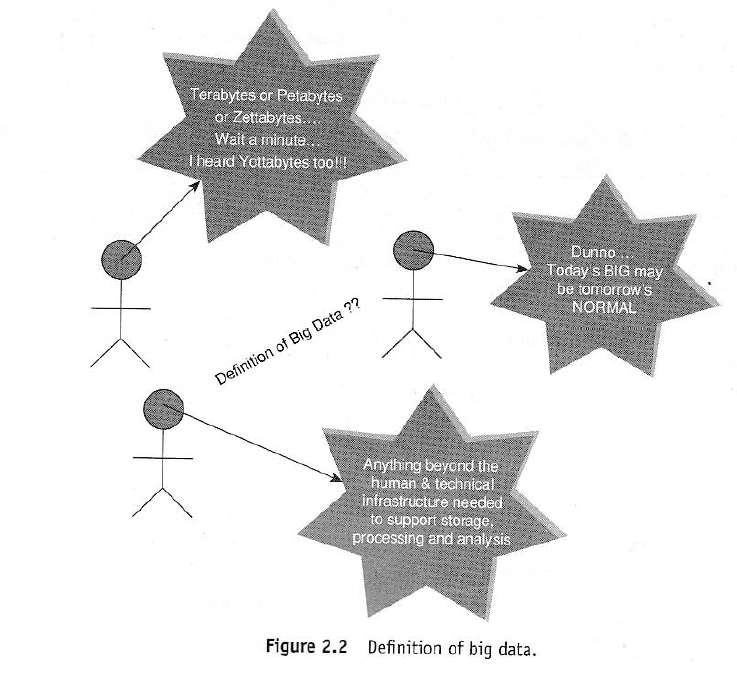 Terabytes or Petabytes
or Zettabytes....
Wait a minute...
I heard Yottabytes too!!!
Dunno....
Today's BIG may
be tomorrow's
NORMAL
Definition of Big Data ??
Anything beyond the
human & technical
infrastructure needed
to support storage,
processing and analysis
Figure 2.2 Definition of big data.